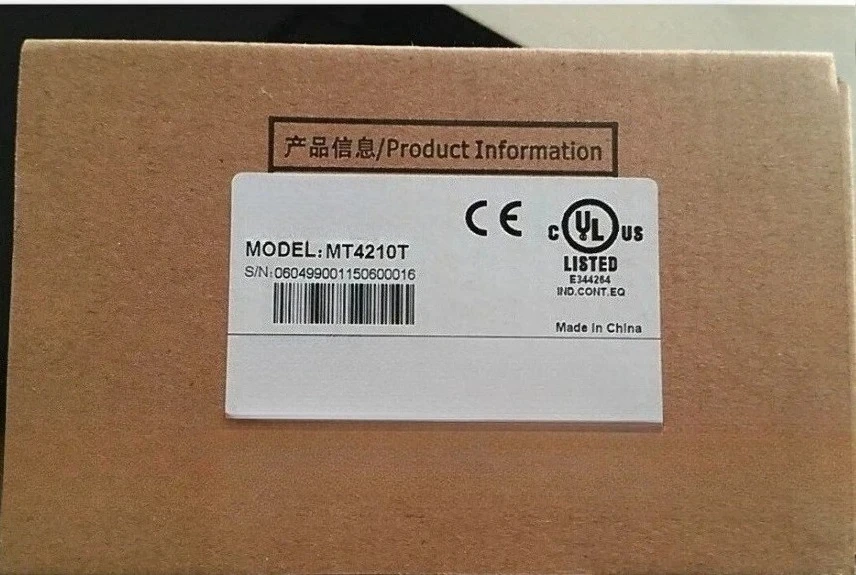 产品信息/Product Information
CE
C UL US
LISTED
E344264
IND.CONT.EQ
MODEL:MT4210T
S/N:060499001150600016
Made in China